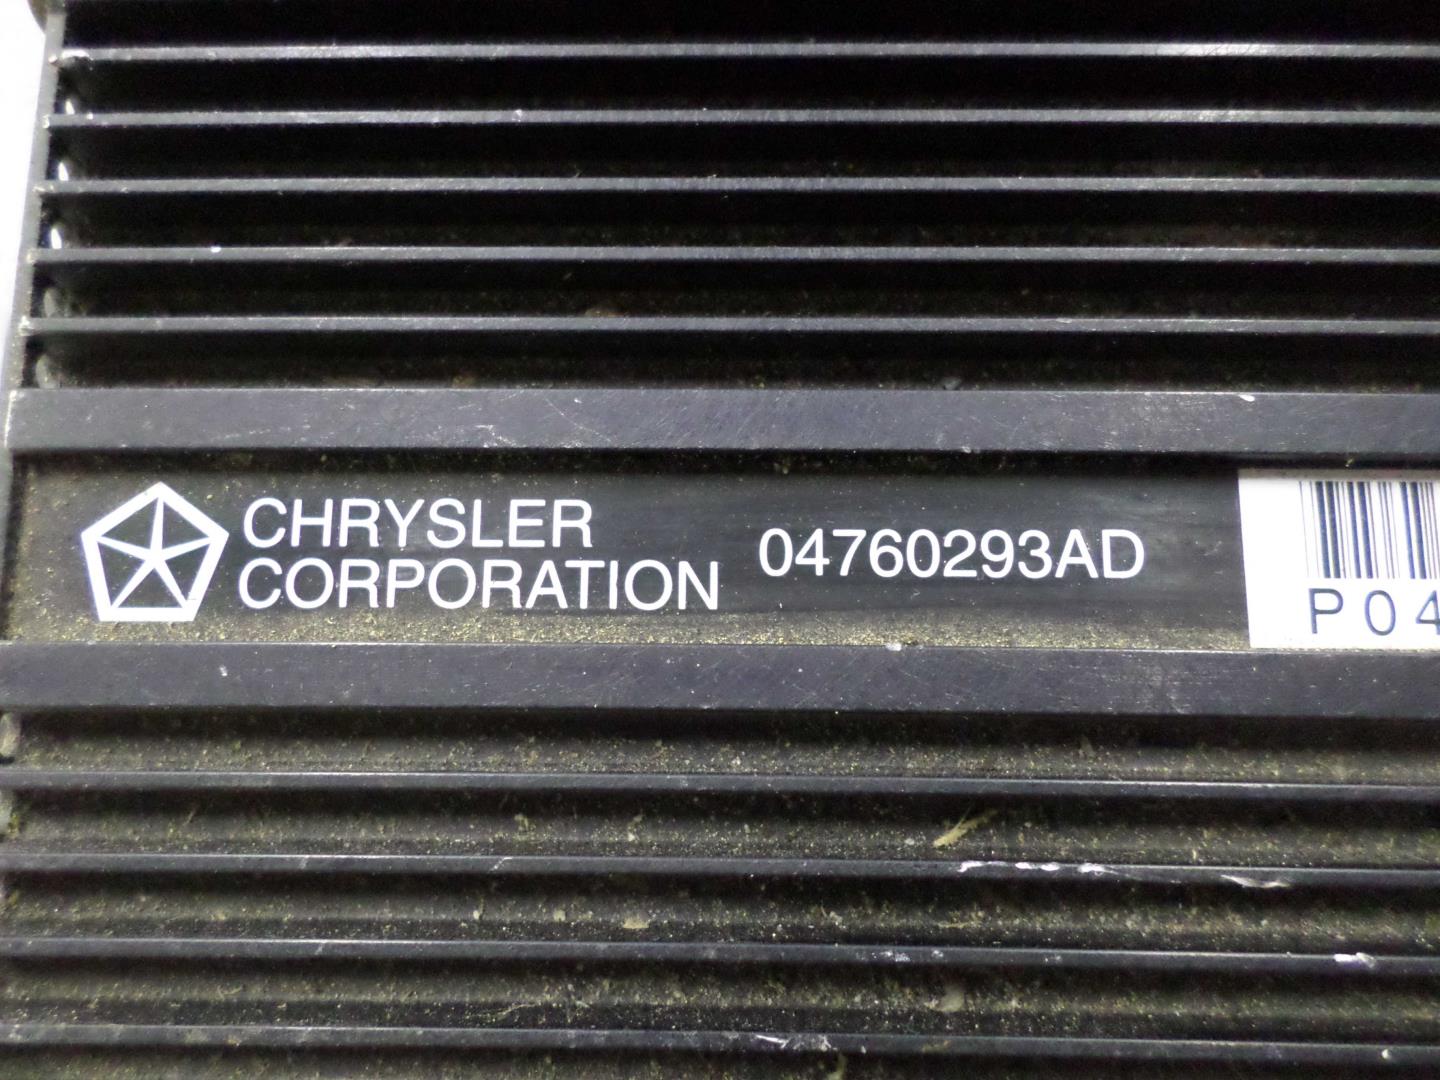 CHRYSLER
CORPORATION
04760293AD
P04